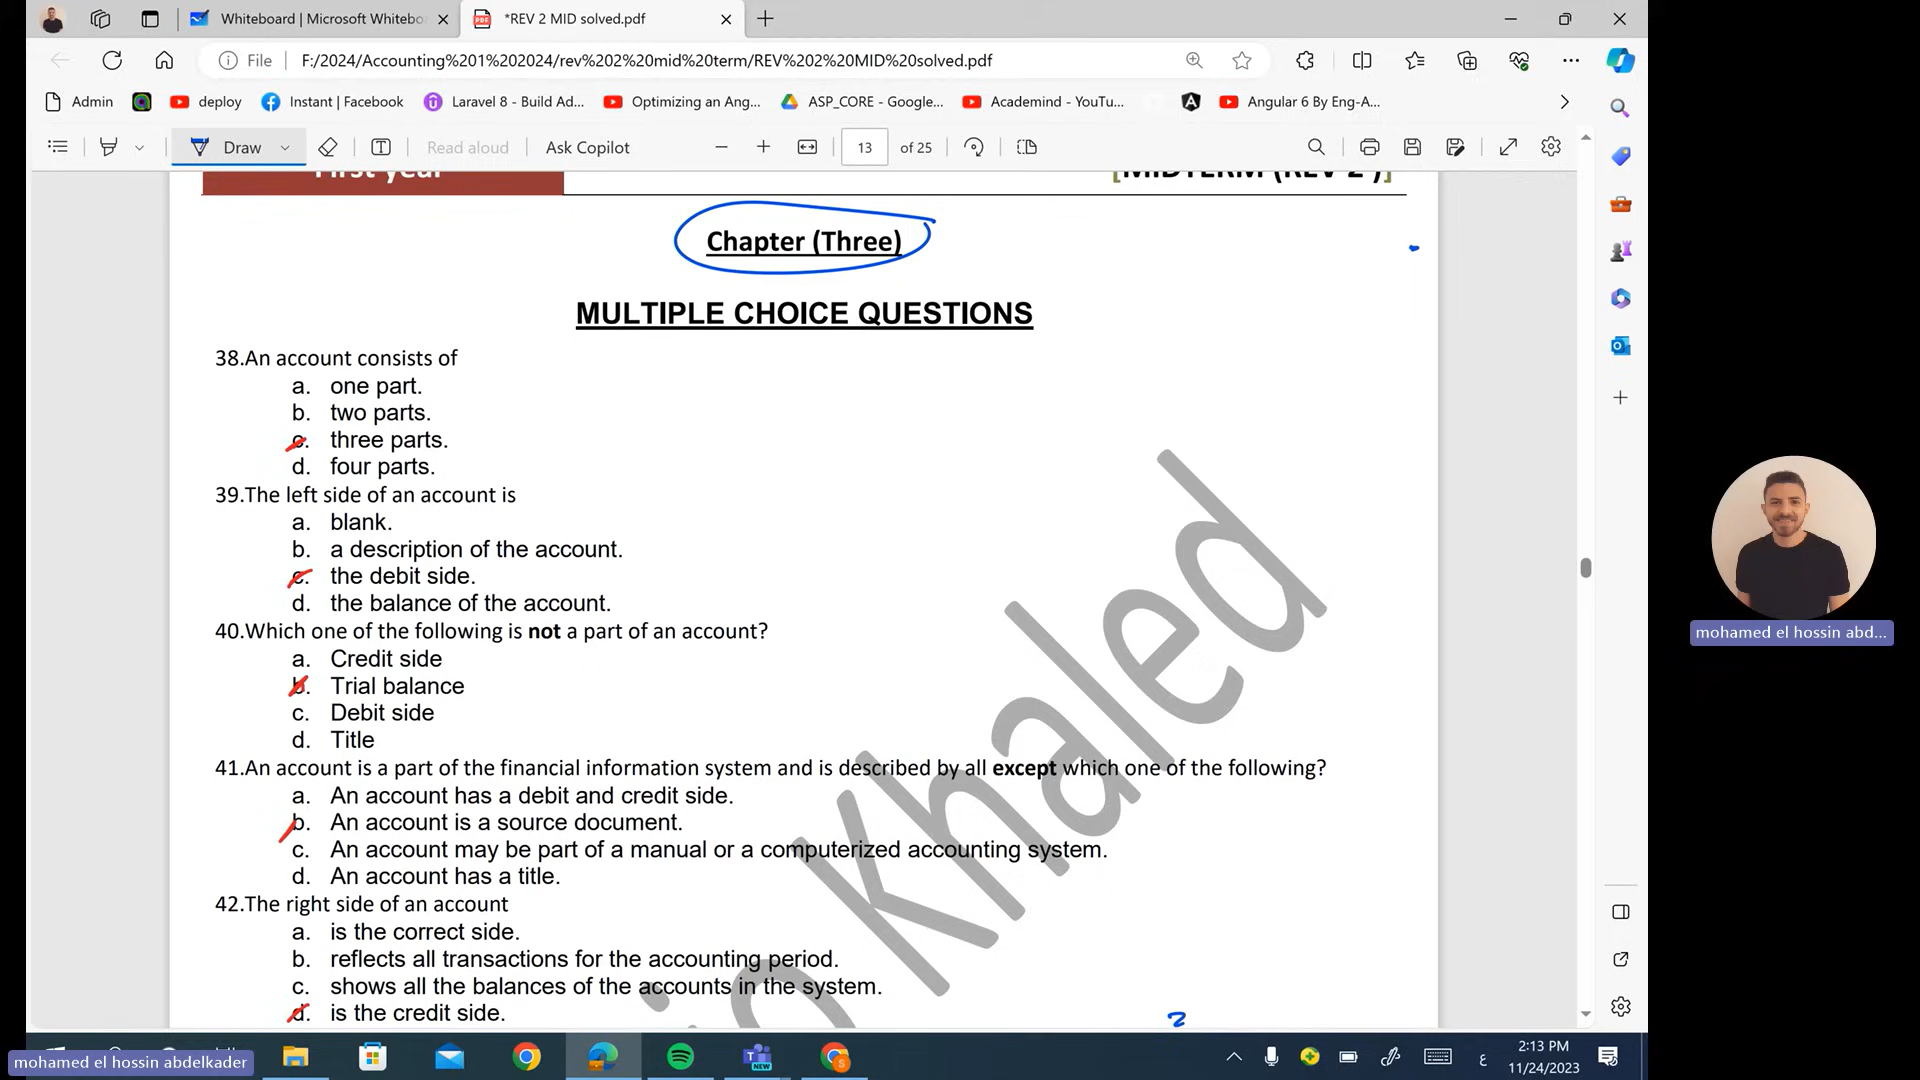 Whiteboard | Microsoft Whitebo
*REV 2 MID solved.pdf
File
F:/2024/Accounting%201%202024/rev%202%20mid%20term/REV%202%20MID%20solved.pdf
Admin
deploy
Instant | Facebook
Laravel 8 - Build Ad...
Optimizing an Ang...
ASP_CORE - Google...
Academind - YouTu...
Angular 6 By Eng-A...
Draw
Read aloud
Ask Copilot
13
of 25
First year
[MIDTERM (REV 2 )]
Chapter (Three)
MULTIPLE CHOICE QUESTIONS
38.An account consists of
a. one part.
b. two parts.
c. three parts.
d. four parts.
39.The left side of an account is
a. blank.
b. a description of the account.
c. the debit side.
d. the balance of the account.
40.Which one of the following is not a part of an account?
a. Credit side
b. Trial balance
c. Debit side
d. Title
41.An account is a part of the financial information system and is described by all except which one of the following?
a. An account has a debit and credit side.
b. An account is a source document.
c. An account may be part of a manual or a computerized accounting system.
d. An account has a title.
42.The right side of an account
a. is the correct side.
b. reflects all transactions for the accounting period.
c. shows all the balances of the accounts in the system.
d. is the credit side.
Khaled
mohamed el hossin abd...
mohamed el hossin abdelkader
NEW
ع
2:13 PM
11/24/2023